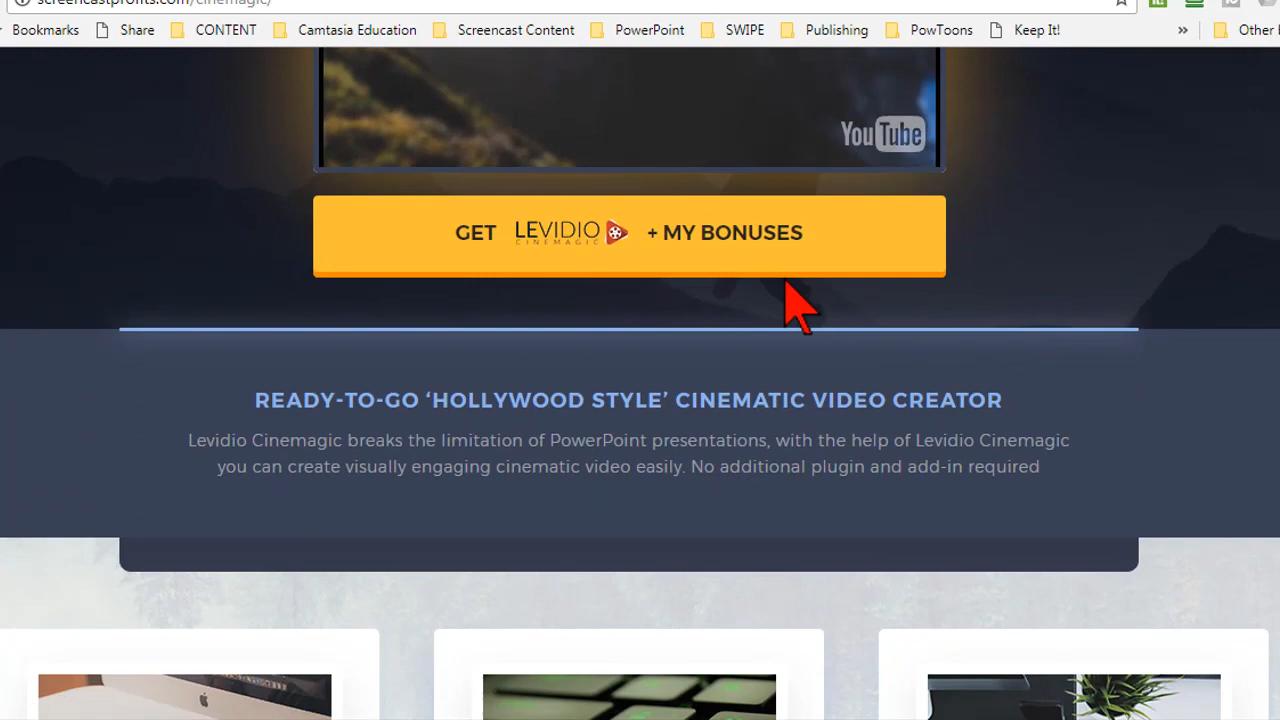 screencastprofits.com/cinemagic/
Bookmarks Share CONTENT Camtasia Education Screencast Content PowerPoint SWIPE Publishing PowToons Keep It! » Other
YouTube
GET LEVIDIO CINEMAGIC + MY BONUSES
READY-TO-GO ‘HOLLYWOOD STYLE’ CINEMATIC VIDEO CREATOR
Levidio Cinemagic breaks the limitation of PowerPoint presentations, with the help of Levidio Cinemagic
you can create visually engaging cinematic video easily. No additional plugin and add-in required